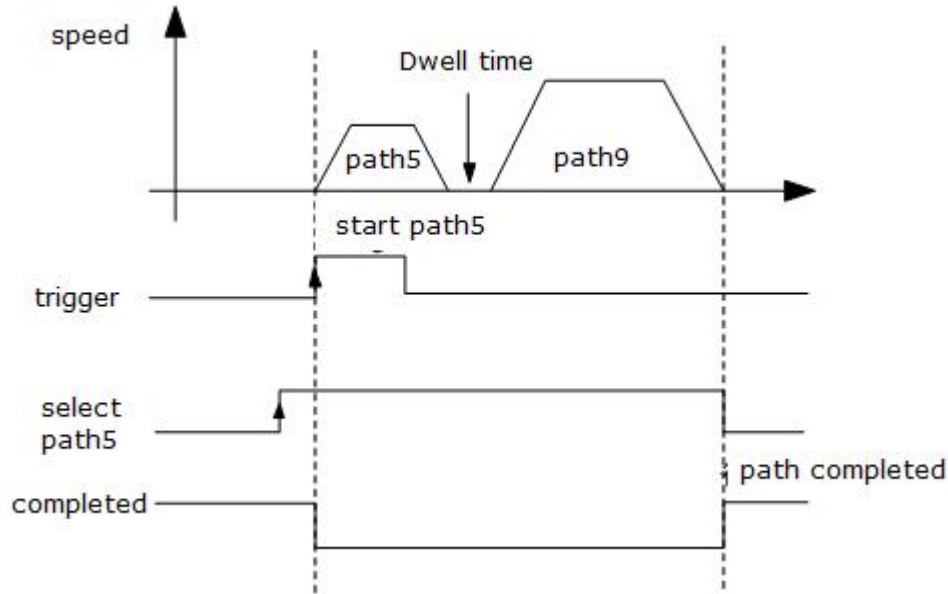 speed
Dwell time
path5
path9
start path5
trigger
select
path5
path completed
completed